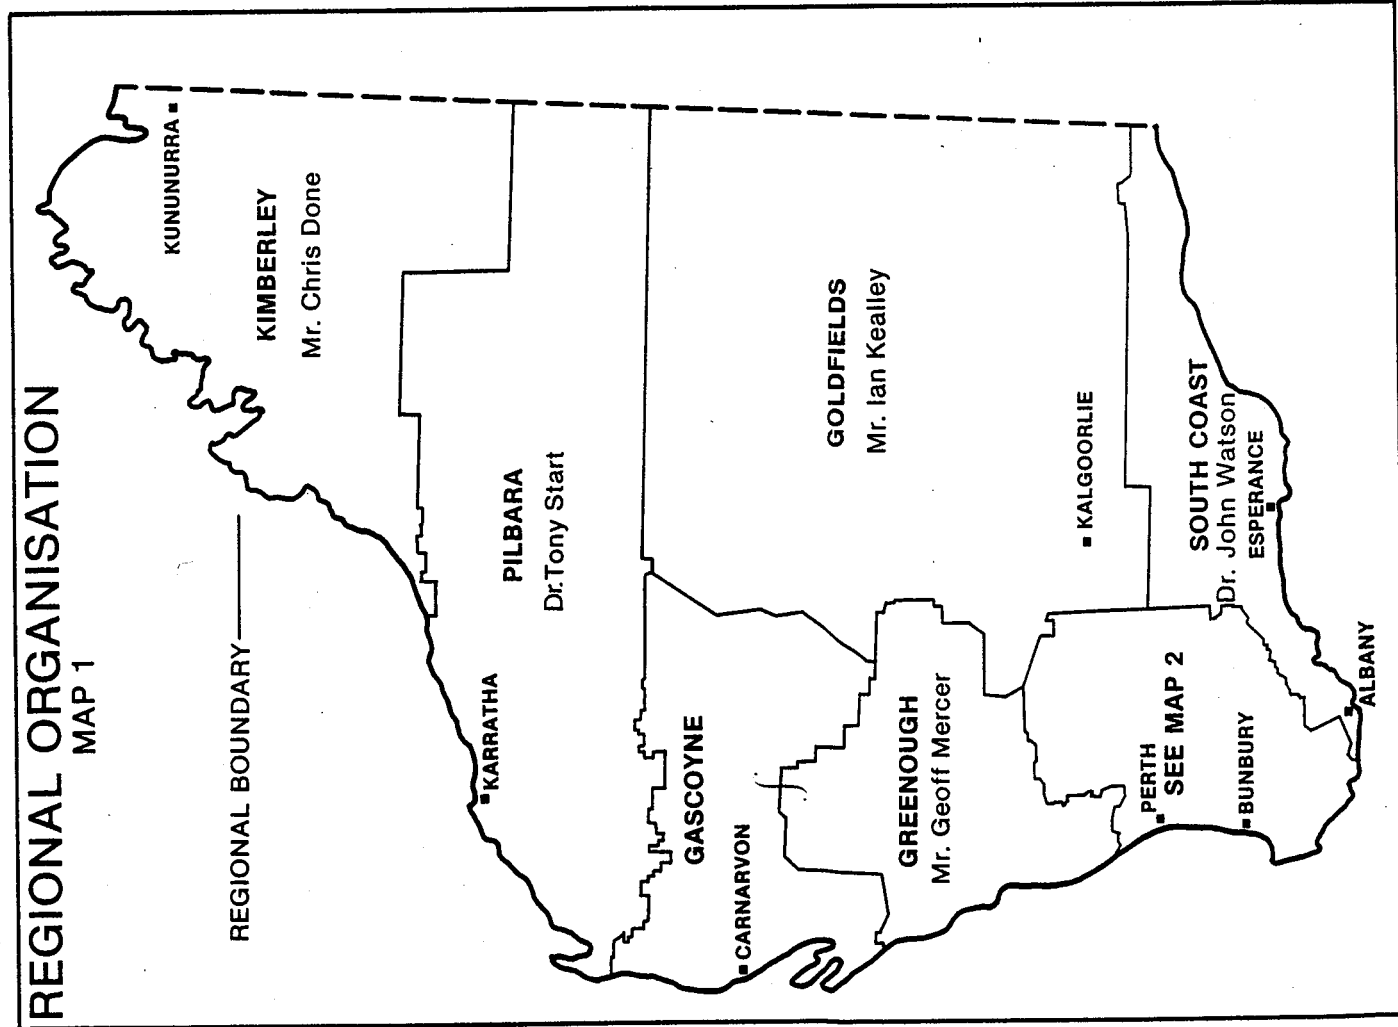 REGIONAL ORGANISATION
MAP 1
REGIONAL BOUNDARY
KUNUNURRA
KIMBERLEY
Mr. Chris Done
PILBARA
Dr.Tony Start
KARRATHA
GASCOYNE
CARNARVON
GOLDFIELDS
Mr. Ian Kealley
GREENOUGH
Mr. Geoff Mercer
KALGOORLIE
PERTH
SEE MAP 2
BUNBURY
SOUTH COAST
Dr. John Watson
ESPERANCE
ALBANY